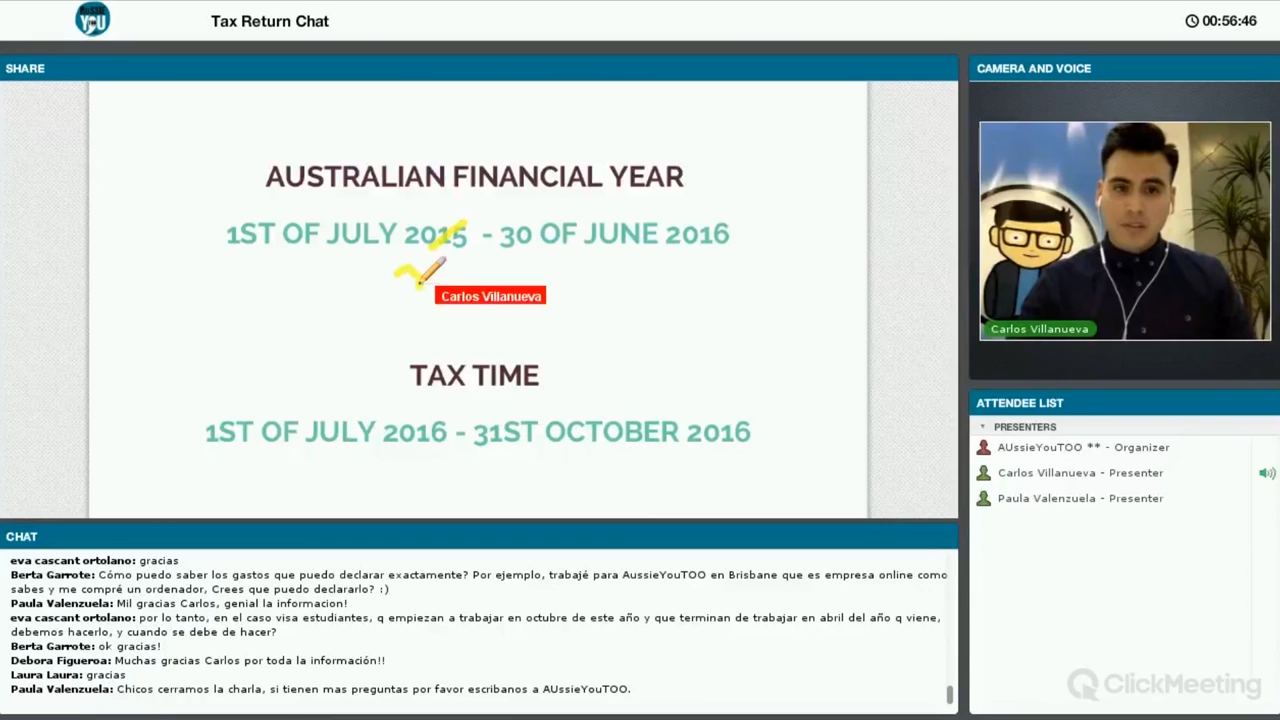 AUSSIE
YOU
TOO
Tax Return Chat
00:56:46
SHARE
CAMERA AND VOICE
AUSTRALIAN FINANCIAL YEAR
1ST OF JULY 2015 - 30 OF JUNE 2016
Carlos Villanueva
TAX TIME
1ST OF JULY 2016 - 31ST OCTOBER 2016
Carlos Villanueva
ATTENDEE LIST
PRESENTERS
AUssieYouTOO ** - Organizer
Carlos Villanueva - Presenter
Paula Valenzuela - Presenter
CHAT
eva cascant ortolano: gracias
Berta Garrote: Cómo puedo saber los gastos que puedo declarar exactamente? Por ejemplo, trabajé para AussieYouTOO en Brisbane que es empresa online como
sabes y me compré un ordenador, Crees que puedo declararlo? :)
Paula Valenzuela: Mil gracias Carlos, genial la informacion!
eva cascant ortolano: por lo tanto, en el caso visa estudiantes, q empiezan a trabajar en octubre de este año y que terminan de trabajar en abril del año q viene,
debemos hacerlo, y cuando se debe de hacer?
Berta Garrote: ok gracias!
Debora Figueroa: Muchas gracias Carlos por toda la información!!
Laura Laura: gracias
Paula Valenzuela: Chicos cerramos la charla, si tienen mas preguntas por favor escribanos a AUssieYouTOO.
ClickMeeting